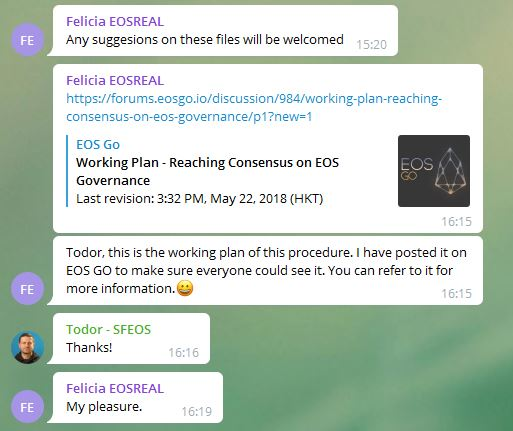 Felicia EOSREAL
FE
Any suggesions on these files will be welcomed 15:20
Felicia EOSREAL
https://forums.eosgo.io/discussion/984/working-plan-reaching-
consensus-on-eos-governance/p1?new=1
EOS Go
Working Plan - Reaching Consensus on EOS
Governance
Last revision: 3:32 PM, May 22, 2018 (HKT)
EOS
GO
16:15
Todor, this is the working plan of this procedure. I have posted it on
EOS GO to make sure everyone could see it. You can refer to it for
more information.😀
FE
16:15
Todor - SFEOS
Thanks! 16:16
Felicia EOSREAL
FE
My pleasure. 16:19